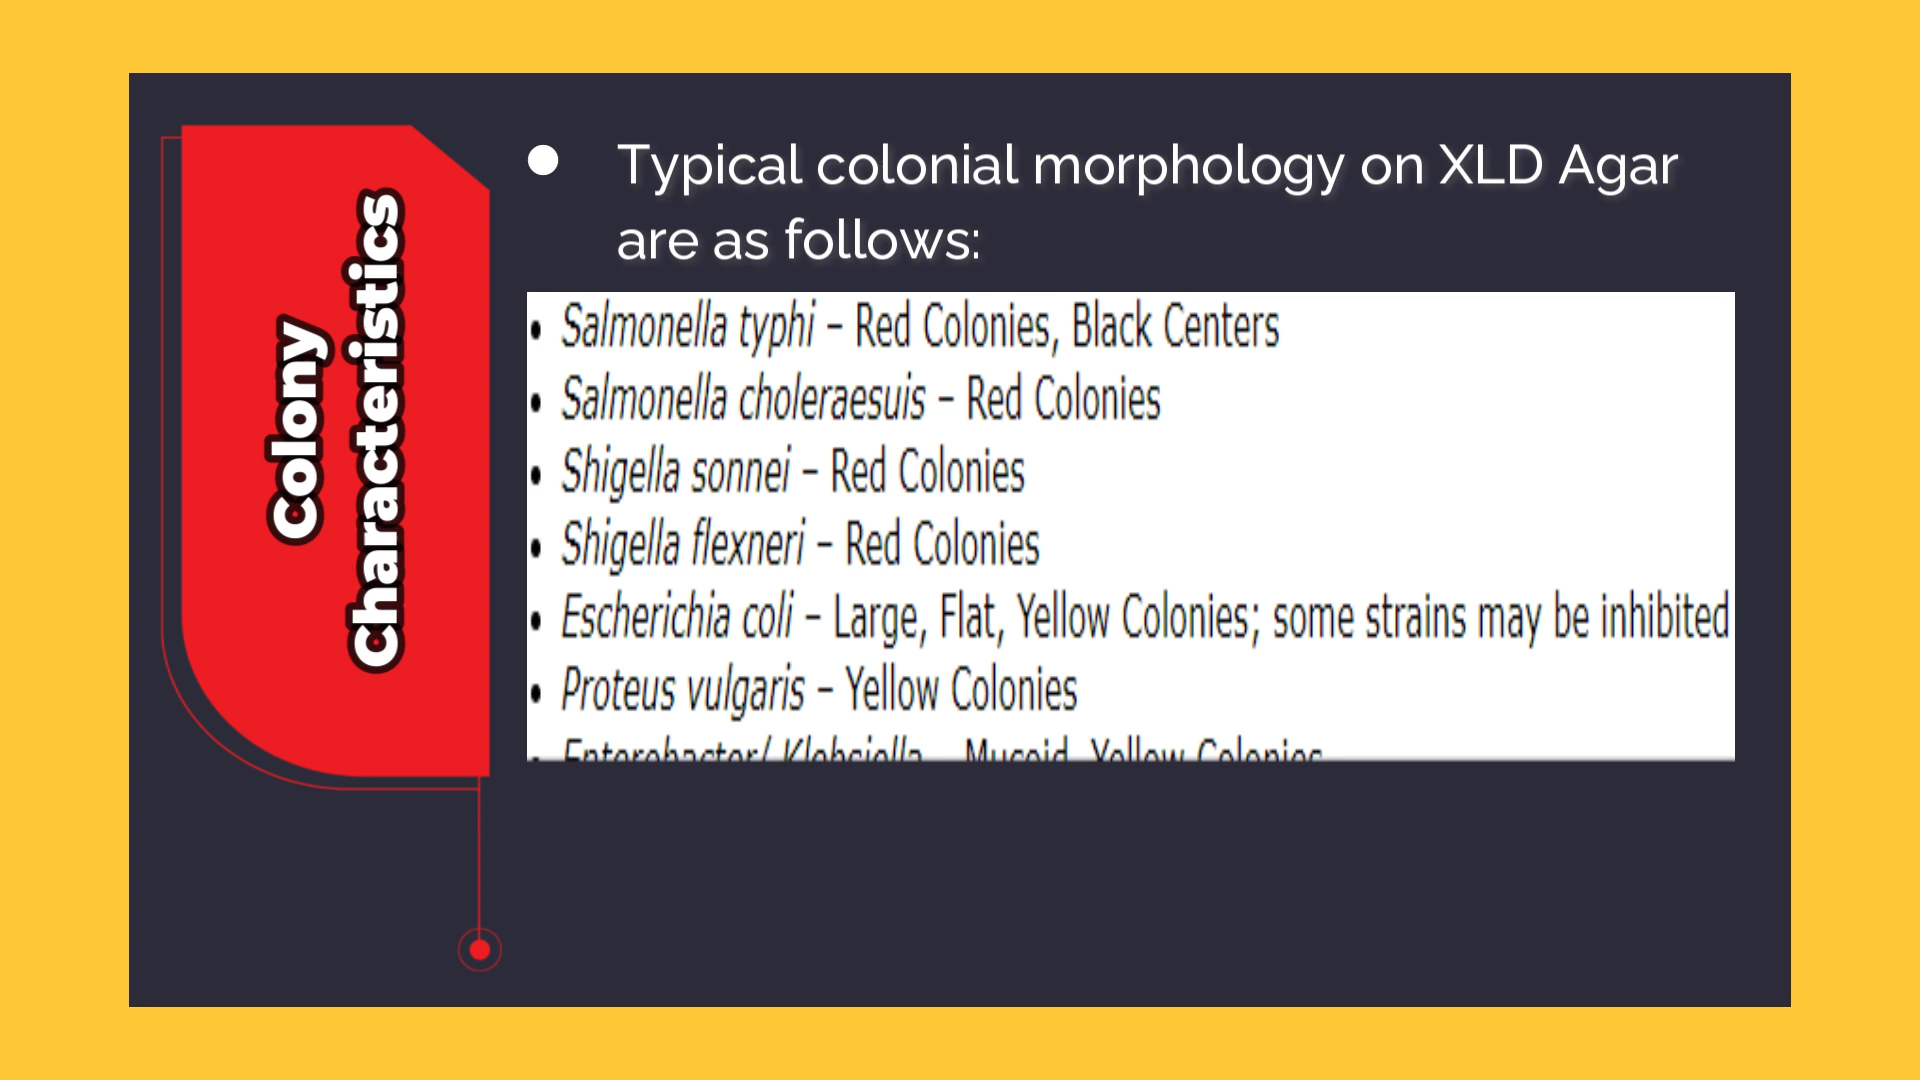 Colony
Characteristics
● Typical colonial morphology on XLD Agar
are as follows:
• Salmonella typhi – Red Colonies, Black Centers
• Salmonella choleraesuis – Red Colonies
• Shigella sonnei – Red Colonies
• Shigella flexneri – Red Colonies
• Escherichia coli – Large, Flat, Yellow Colonies; some strains may be inhibited
• Proteus vulgaris – Yellow Colonies
• Enterobacter/ Klebsiella – Mucoid, Yellow Colonies